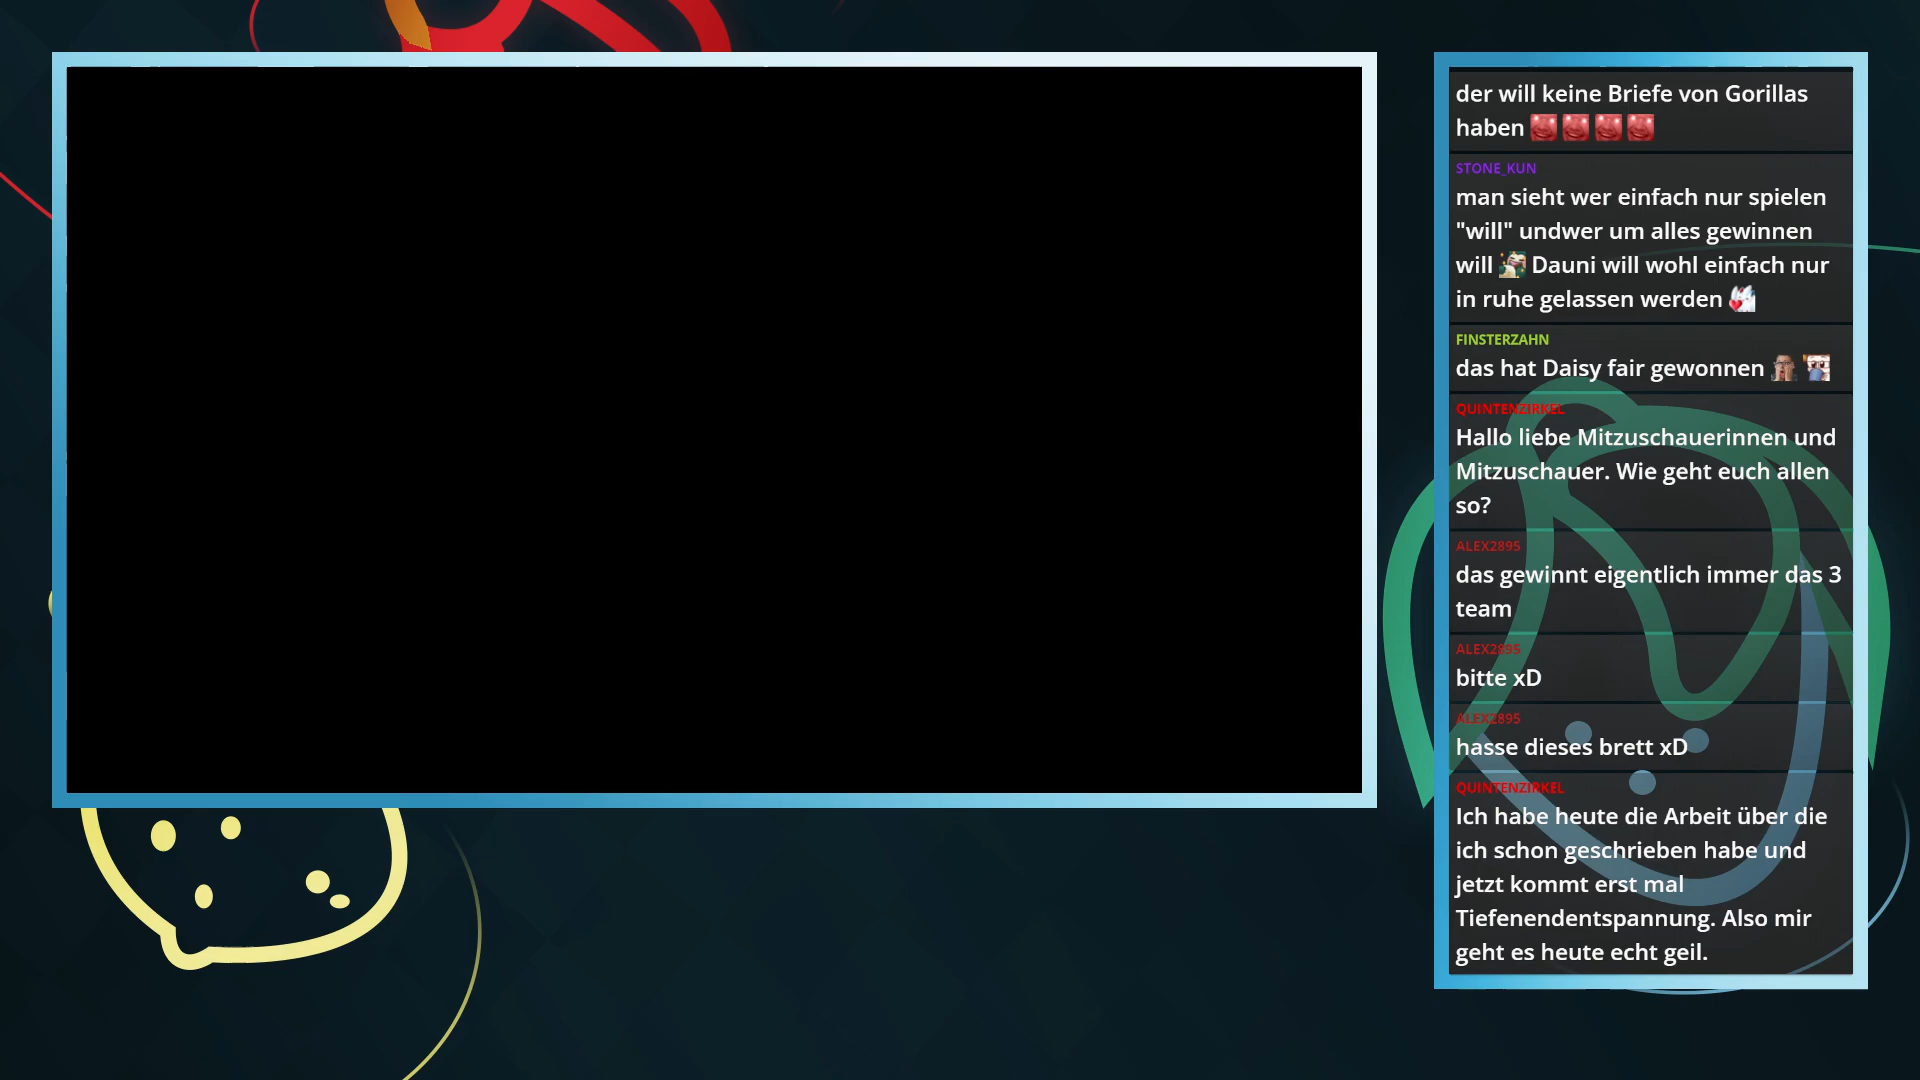 der will keine Briefe von Gorillas
haben
STONE_KUN
man sieht wer einfach nur spielen
"will" undwer um alles gewinnen
will Dauni will wohl einfach nur
in ruhe gelassen werden
FINSTERZAHN
das hat Daisy fair gewonnen
QUINTENZIRKEL
Hallo liebe Mitzuschauerinnen und
Mitzuschauer. Wie geht euch allen
so?
ALEX2895
das gewinnt eigentlich immer das 3
team
ALEX2895
bitte xD
ALEX2895
hasse dieses brett xD
QUINTENZIRKEL
Ich habe heute die Arbeit über die
ich schon geschrieben habe und
jetzt kommt erst mal
Tiefenendentspannung. Also mir
geht es heute echt geil.